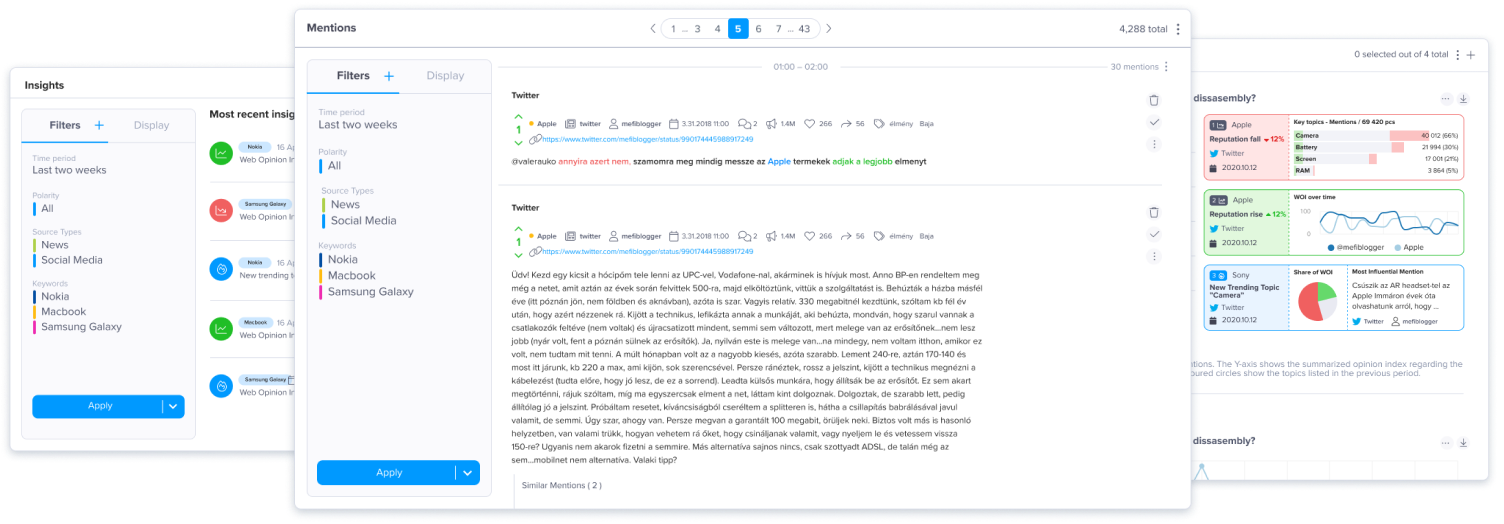 Insights
Filters +
Display
Time period
Last two weeks
Polarity
All
Source Types
News
Social Media
Keywords
Nokia
Macbook
Samsung Galaxy
Apply
Most recent
Nokia 16
Web Opinion
Samsung Galaxy
Web Opinion
Nokia 16
New trending
Macbook 16
Web Opinion
Samsung Galaxy
Web Opinion
Mentions
1 ... 3 4 5 6 7 ... 43
4,288 total
Filters +
Display
Time period
Last two weeks
Polarity
All
Source Types
News
Social Media
Keywords
Nokia
Macbook
Samsung Galaxy
Apply
01:00 – 02:00
30 mentions
Twitter
1
Apple twitter mefiblogger 3.31.2018 11:00 2 1.4M 266 56 élmény Baja
https://www.twitter.com/mefiblogger/status/990174445988917249
@valerauko annyira azert nem, szamomra meg mindig messze az Apple termekek adjak a legjobb elmenyt
Twitter
1
Apple twitter mefiblogger 3.31.2018 11:00 2 1.4M 266 56 élmény Baja
https://www.twitter.com/mefiblogger/status/990174445988917249
Üdv! Kezd egy kicsit a hócipőm tele lenni az UPC-vel, Vodafone-nal, akárminek is hívjuk most. Anno BP-en rendeltem meg
még a netet, amit aztán az évek során felvittek 500-ra, majd elköltöztünk, vittük a szolgáltatást is. Behúzták a házba másfél
éve (itt póznán jön, nem földben és aknávban), azóta is szar. Vagyis relatív. 330 megabitnél kezdtünk, szóltam kb fél év
után, hogy azért nézzenek rá. Kijött a technikus, lefikázta annak a munkáját, aki behúzta, mondván, hogy szarul vannak a
csatlakozók feltéve (nem voltak) és újracsatizott mindent, semmi sem változott, mert melege van az erősítőnek...nem lesz
jobb (nyár volt, fent a póznán sülnek az erősítők). Ja, nyilván este is melege van...na mindegy, nem voltam itthon, amikor ez
volt, nem tudtam mit tenni. A múlt hónapban volt az a nagyobb kiesés, azóta szarabb. Lement 240-re, aztán 170-140 és
most itt járunk, kb 220 a max, ami kijön, sok szerencsével. Persze ránéztek, rossz a jelszint, kijött a technikus megnézni a
kábelezést (tudta előre, hogy jó lesz, de ez a sorrend). Leadta külsős munkára, hogy állítsák be az erősítőt. Ez sem akart
megtörténni, rájuk szóltam, míg ma egyszercsak elment a net, láttam kint dolgoznak. Dolgoztak, de szarabb lett, pedig
állítólag jó a jelszint. Próbáltam resetet, kíváncsiságból cseréltem a splitteren is, hátha a csillapítás babrálásával javul
valamit, de semmi. Úgy szar, ahogy van. Persze megvan a garantált 100 megabit, örüljek neki. Biztos volt más is hasonló
helyzetben, van valami trükk, hogyan vehetem rá őket, hogy csináljanak valamit, vagy nyeljem le és vetessem vissza
150-re? Ugyanis nem akarok fizetni a semmire. Más alternatíva sajnos nincs, csak szottyadt ADSL, de talán még az
sem...mobilnet nem alternatíva. Valaki tipp?
Similar Mentions ( 2 )
0 selected out of 4 total +
dissasembly?
1 Apple
Reputation fall 12%
Twitter
2020.10.12
Key topics - Mentions / 69 420 pcs
Camera 40 012 (66%)
Battery 21 994 (30%)
Screen 17 001 (21%)
RAM 3 864 (5%)
2 Apple
Reputation rise 12%
Twitter
2020.10.12
WOI over time
100
0
@mefiblogger Apple
3 Sony
New Trending Topic
"Camera"
Twitter
2020.10.12
Share of WOI
Most Influential Mention
Csúszik az AR headset-tel az
Apple Immáron évek óta
olvashatunk arról, hogy ...
Twitter mefiblogger
The Y-axis shows the summarized opinion index regarding the
circles show the topics listed in the previous period.
dissasembly?